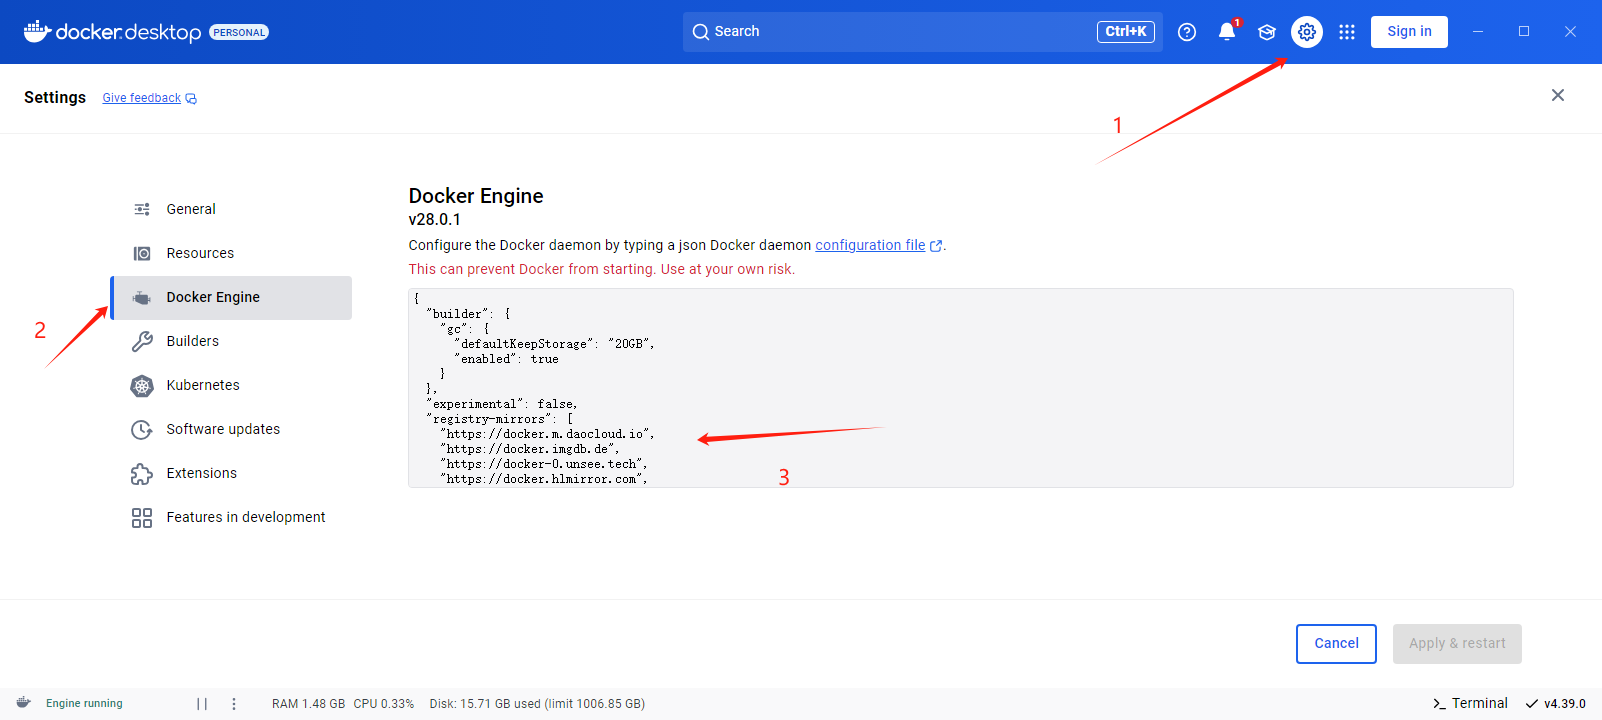 docker.desktop PERSONAL
Search
Ctrl+K
1
Sign in
Settings
Give feedback
1
General
Resources
Docker Engine
Builders
Kubernetes
Software updates
Extensions
Features in development
2
Docker Engine
v28.0.1
Configure the Docker daemon by typing a json Docker daemon configuration file.
This can prevent Docker from starting. Use at your own risk.
{
"builder": {
"gc": {
"defaultKeepStorage": "20GB",
"enabled": true
}
},
"experimental": false,
"registry-mirrors": [
"https://docker.m.daocloud.io",
"https://docker.imgdb.de",
"https://docker-0.unsee.tech",
"https://docker.hlmirror.com",
3
Cancel
Apply & restart
Engine running
RAM 1.48 GB CPU 0.33% Disk: 15.71 GB used (limit 1006.85 GB)
Terminal
v4.39.0